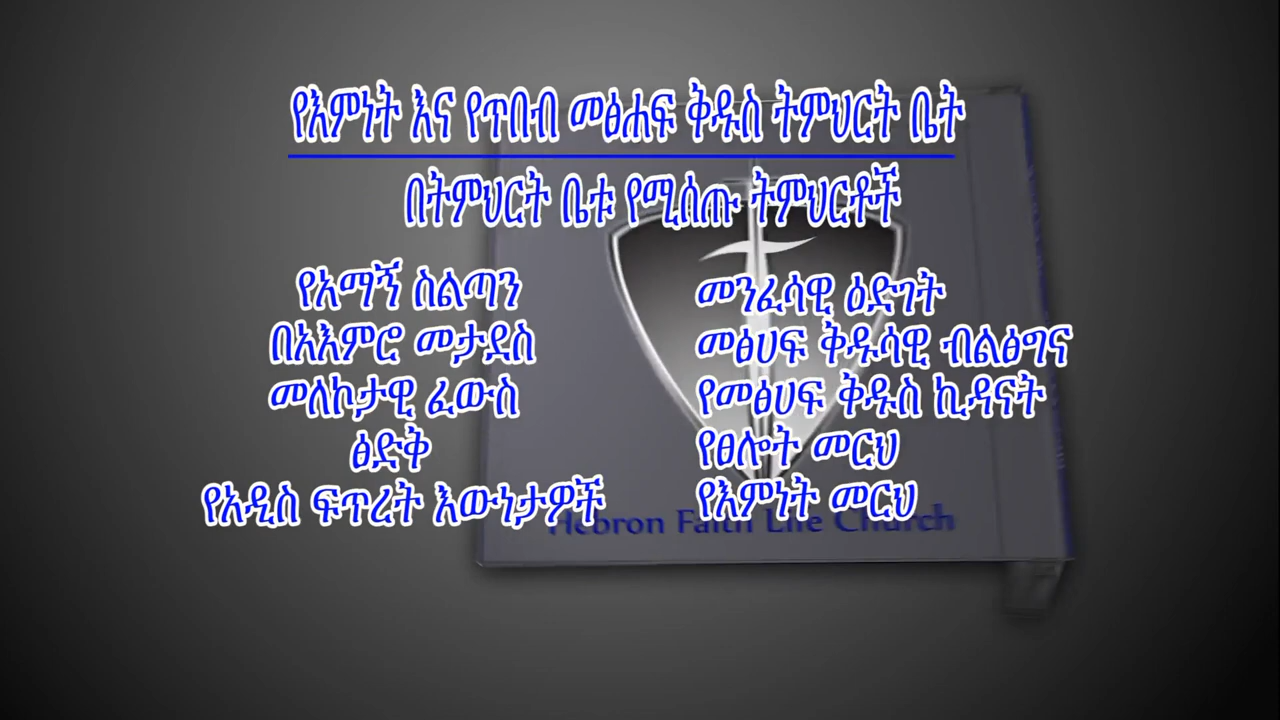 የእምነት እና የጥበብ መፅሐፍ ቅዱስ ትምህርት ቤት
በትምህርት ቤቱ የሚሰጡ ትምህርቶች
የአማኝ ስልጣን
በአእምሮ መታደስ
መለኮታዊ ፈውስ
ፅድቅ
የአዲስ ፍጥረት እውነታዎች
መንፈሳዊ ዕድገት
መፅሀፍ ቅዱሳዊ ብልፅግና
የመፅሀፍ ቅዱስ ኪዳናት
የፀሎት መርህ
የእምነት መርህ
Hebron Faith Life Church